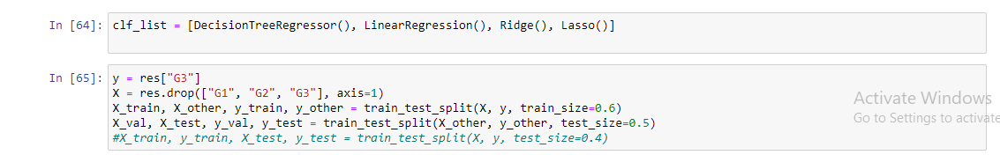 In [64]: clf_list = [DecisionTreeRegressor(), LinearRegression(), Ridge(), Lasso()]
In [65]: y = res["G3"]
X = res.drop(["G1", "G2", "G3"], axis=1)
X_train, X_other, y_train, y_other = train_test_split(X, y, train_size=0.6)
X_val, X_test, y_val, y_test = train_test_split(X_other, y_other, test_size=0.5)
#X_train, y_train, X_test, y_test = train_test_split(X, y, test_size=0.4)
Activate Windows
Go to Settings to activate